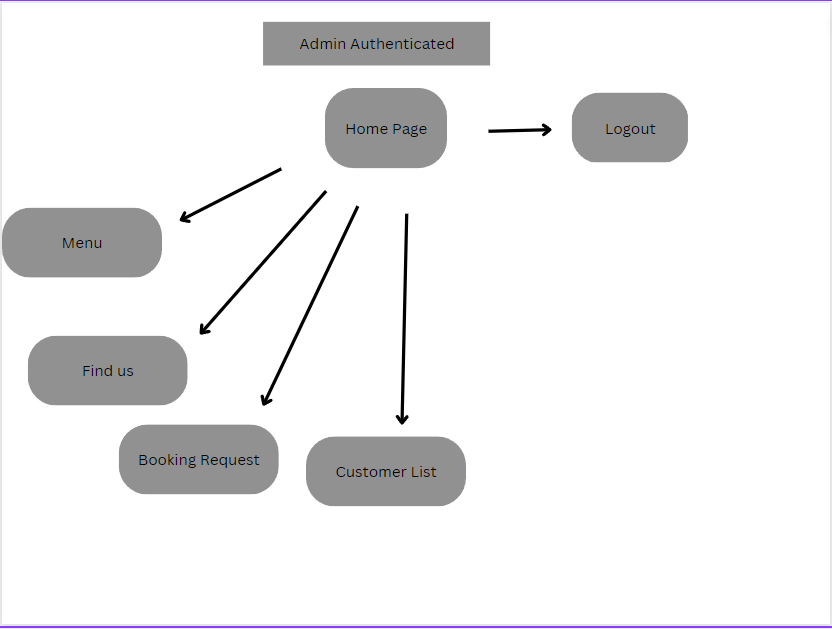 Admin Authenticated
Home Page
Logout
Menu
Find us
Booking Request
Customer List